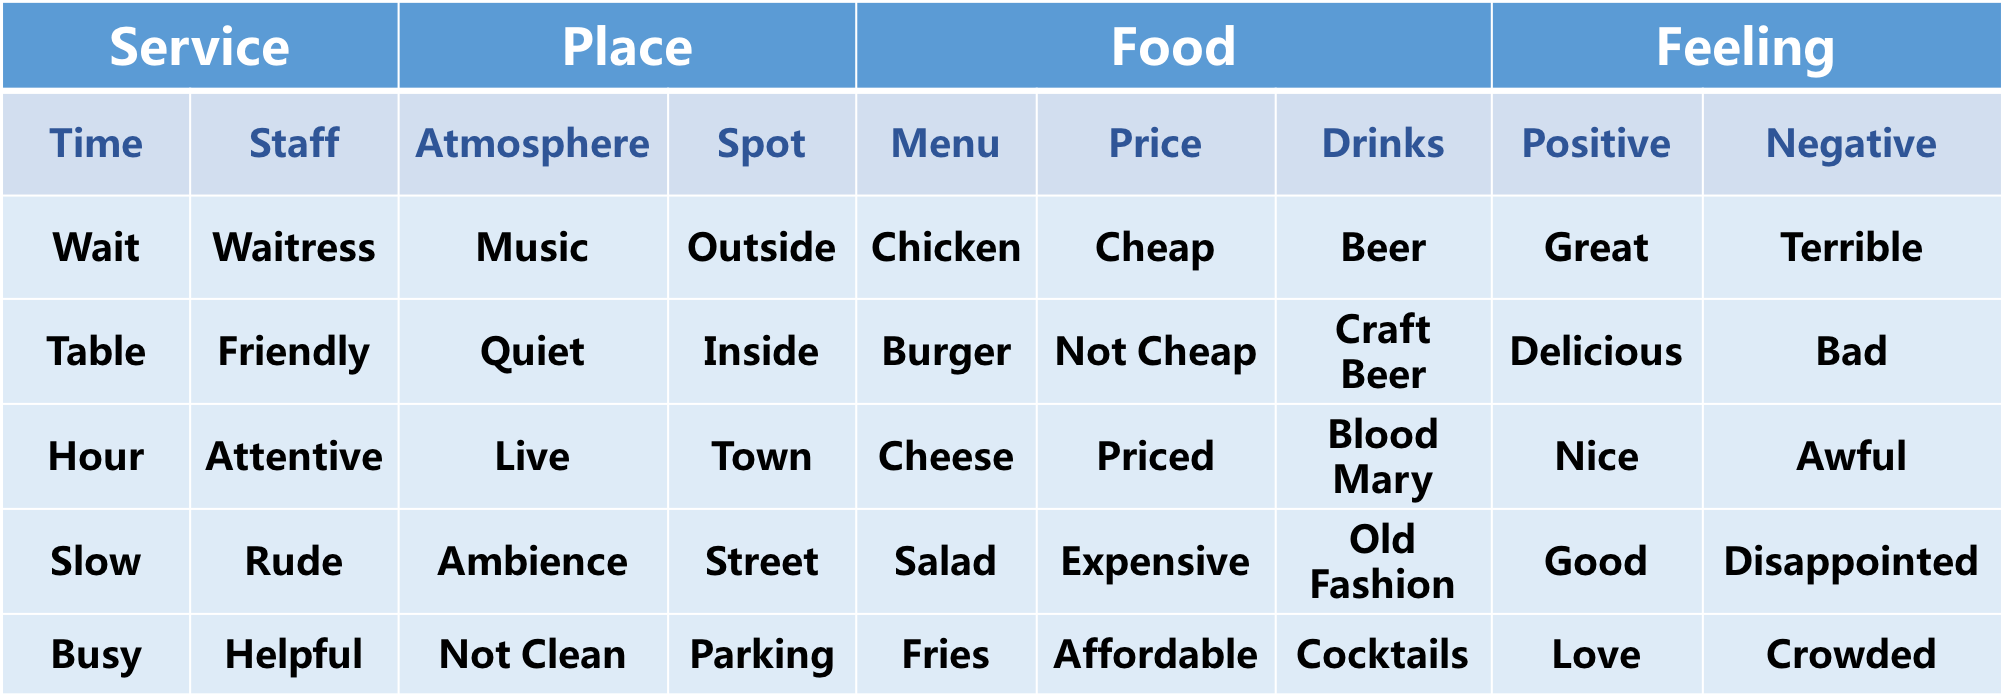 Service Place Food Feeling
Time Staff Atmosphere Spot Menu Price Drinks Positive Negative
Wait Waitress Music Outside Chicken Cheap Beer Great Terrible
Table Friendly Quiet Inside Burger Not Cheap Craft Beer Delicious Bad
Hour Attentive Live Town Cheese Priced Blood Mary Nice Awful
Slow Rude Ambience Street Salad Expensive Old Fashion Good Disappointed
Busy Helpful Not Clean Parking Fries Affordable Cocktails Love Crowded